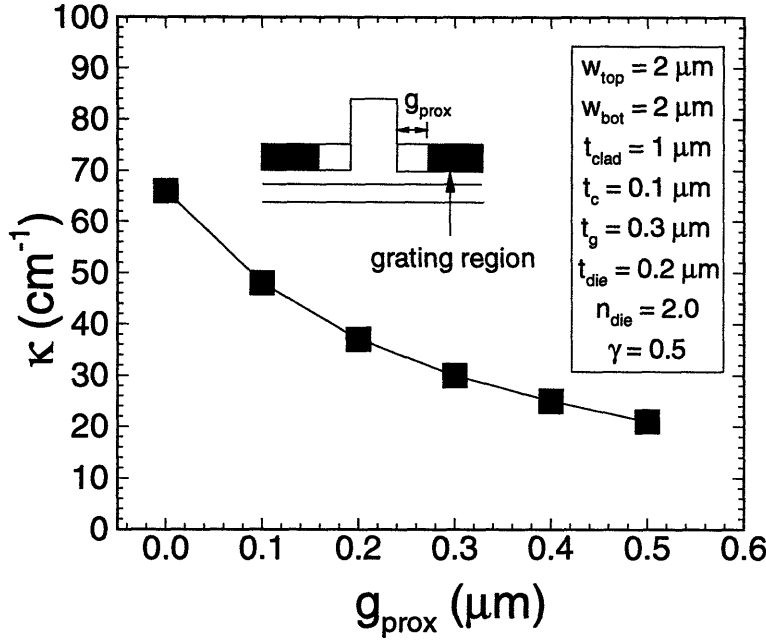 100
90
80
70
60
50
40
30
20
10
0
κ (cm⁻¹)
g_prox
grating region
w_top = 2 μm
w_bot = 2 μm
t_clad = 1 μm
t_c = 0.1 μm
t_g = 0.3 μm
t_die = 0.2 μm
n_die = 2.0
γ = 0.5
0.0 0.1 0.2 0.3 0.4 0.5 0.6
g_prox (μm)